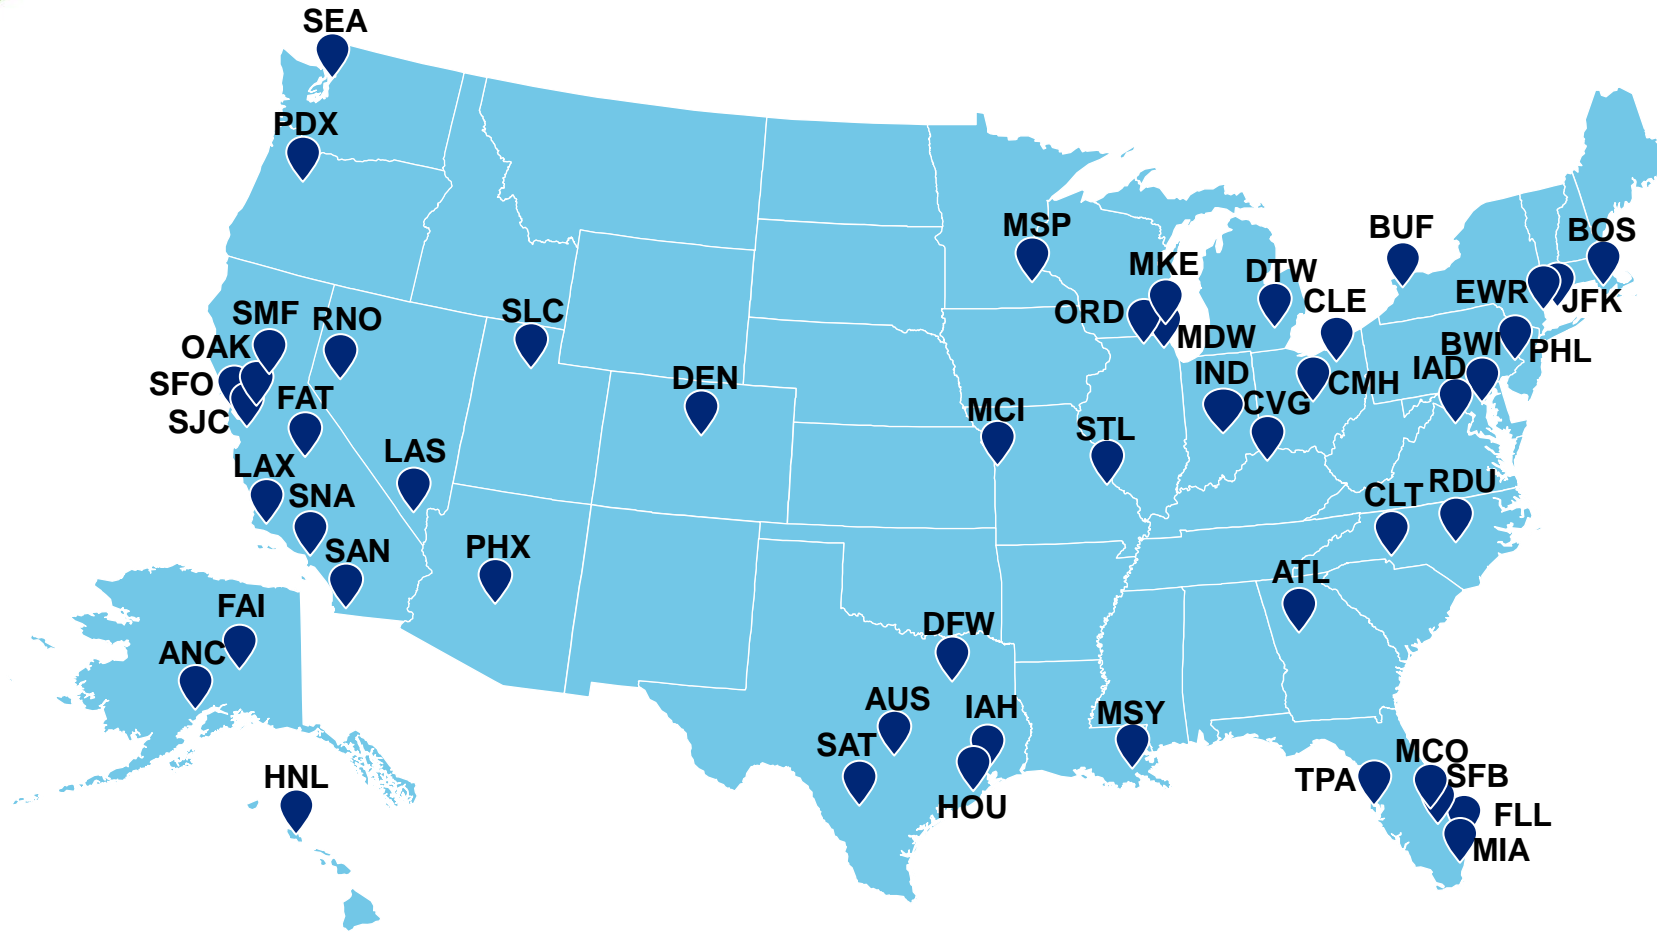 SEA
PDX
MSP
BUF
BOS
MKE
DTW
EWR
JFK
CLE
ORD
SMF
RNO
SLC
MDW
OAK
BWI
PHL
SFO
FAT
DEN
IND
IAD
CMH
SJC
MCI
CVG
STL
LAS
LAX
SNA
CLT
RDU
SAN
PHX
ATL
FAI
DFW
ANC
AUS
IAH
MSY
SAT
MCO
HNL
TPA
SFB
HOU
FLL
MIA